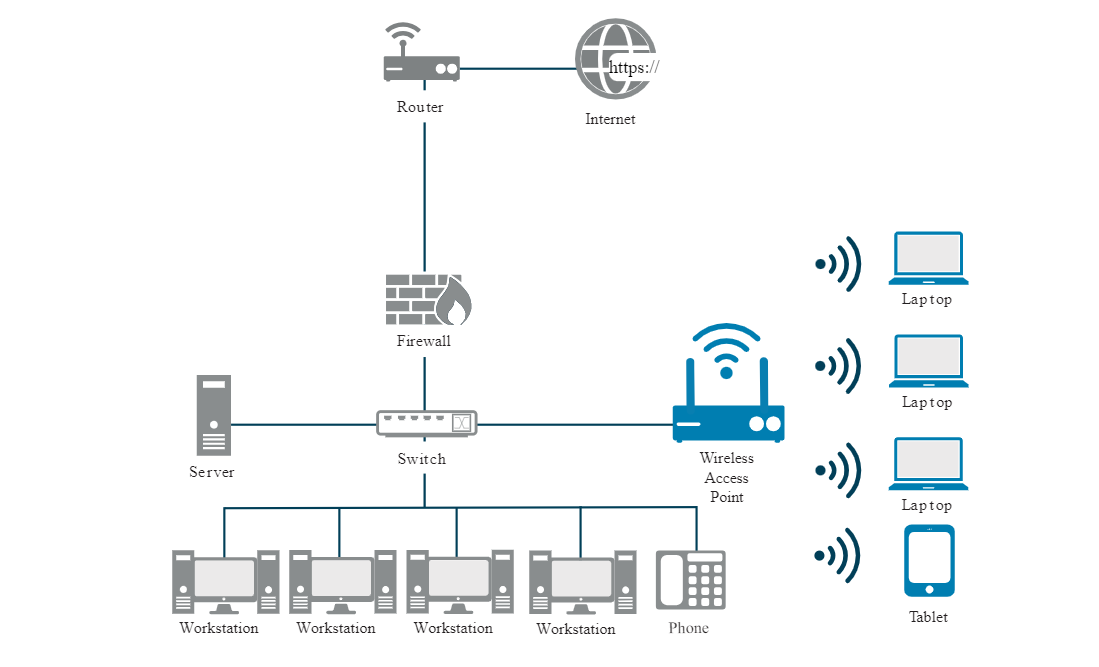 https://
Router
Internet
Laptop
Firewall
Laptop
Switch
Wireless
Access
Point
Server
Laptop
Tablet
Workstation
Workstation
Workstation
Workstation
Phone